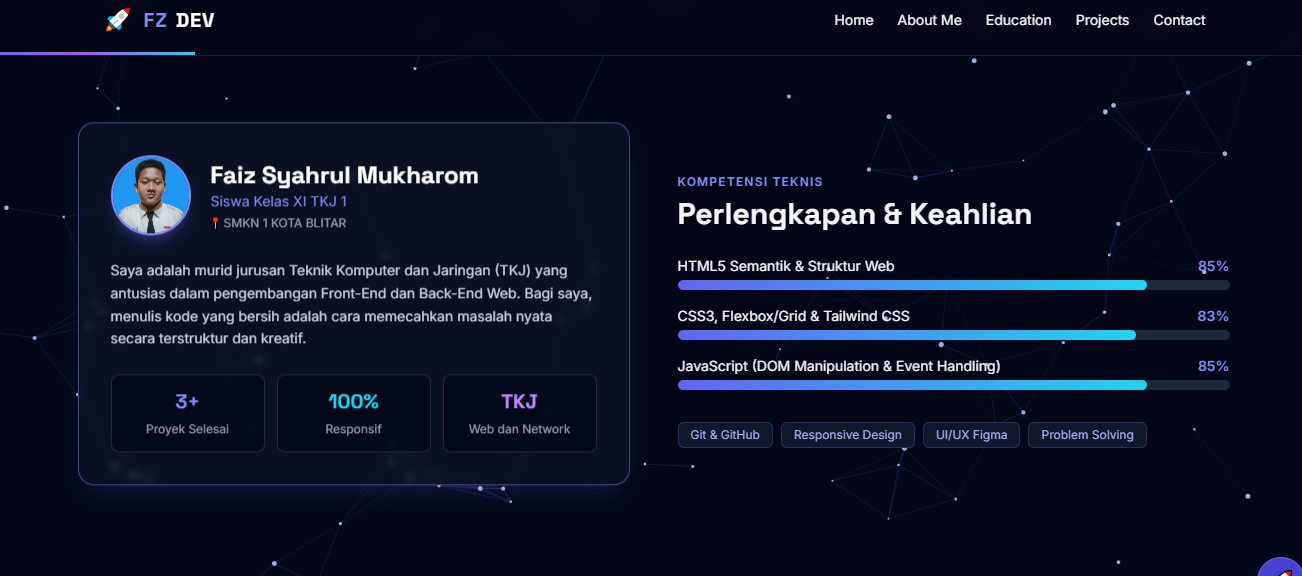 FZ DEV
Home
About Me
Education
Projects
Contact
Faiz Syahrul Mukharom
Siswa Kelas XI TKJ 1
SMKN 1 KOTA BLITAR
Saya adalah murid jurusan Teknik Komputer dan Jaringan (TKJ) yang
antusias dalam pengembangan Front-End dan Back-End Web. Bagi saya,
menulis kode yang bersih adalah cara memecahkan masalah nyata
secara terstruktur dan kreatif.
3+
Proyek Selesai
100%
Responsif
TKJ
Web dan Network
KOMPETENSI TEKNIS
Perlengkapan & Keahlian
HTML5 Semantik & Struktur Web
85%
CSS3, Flexbox/Grid & Tailwind CSS
83%
JavaScript (DOM Manipulation & Event Handling)
85%
Git & GitHub
Responsive Design
UI/UX Figma
Problem Solving